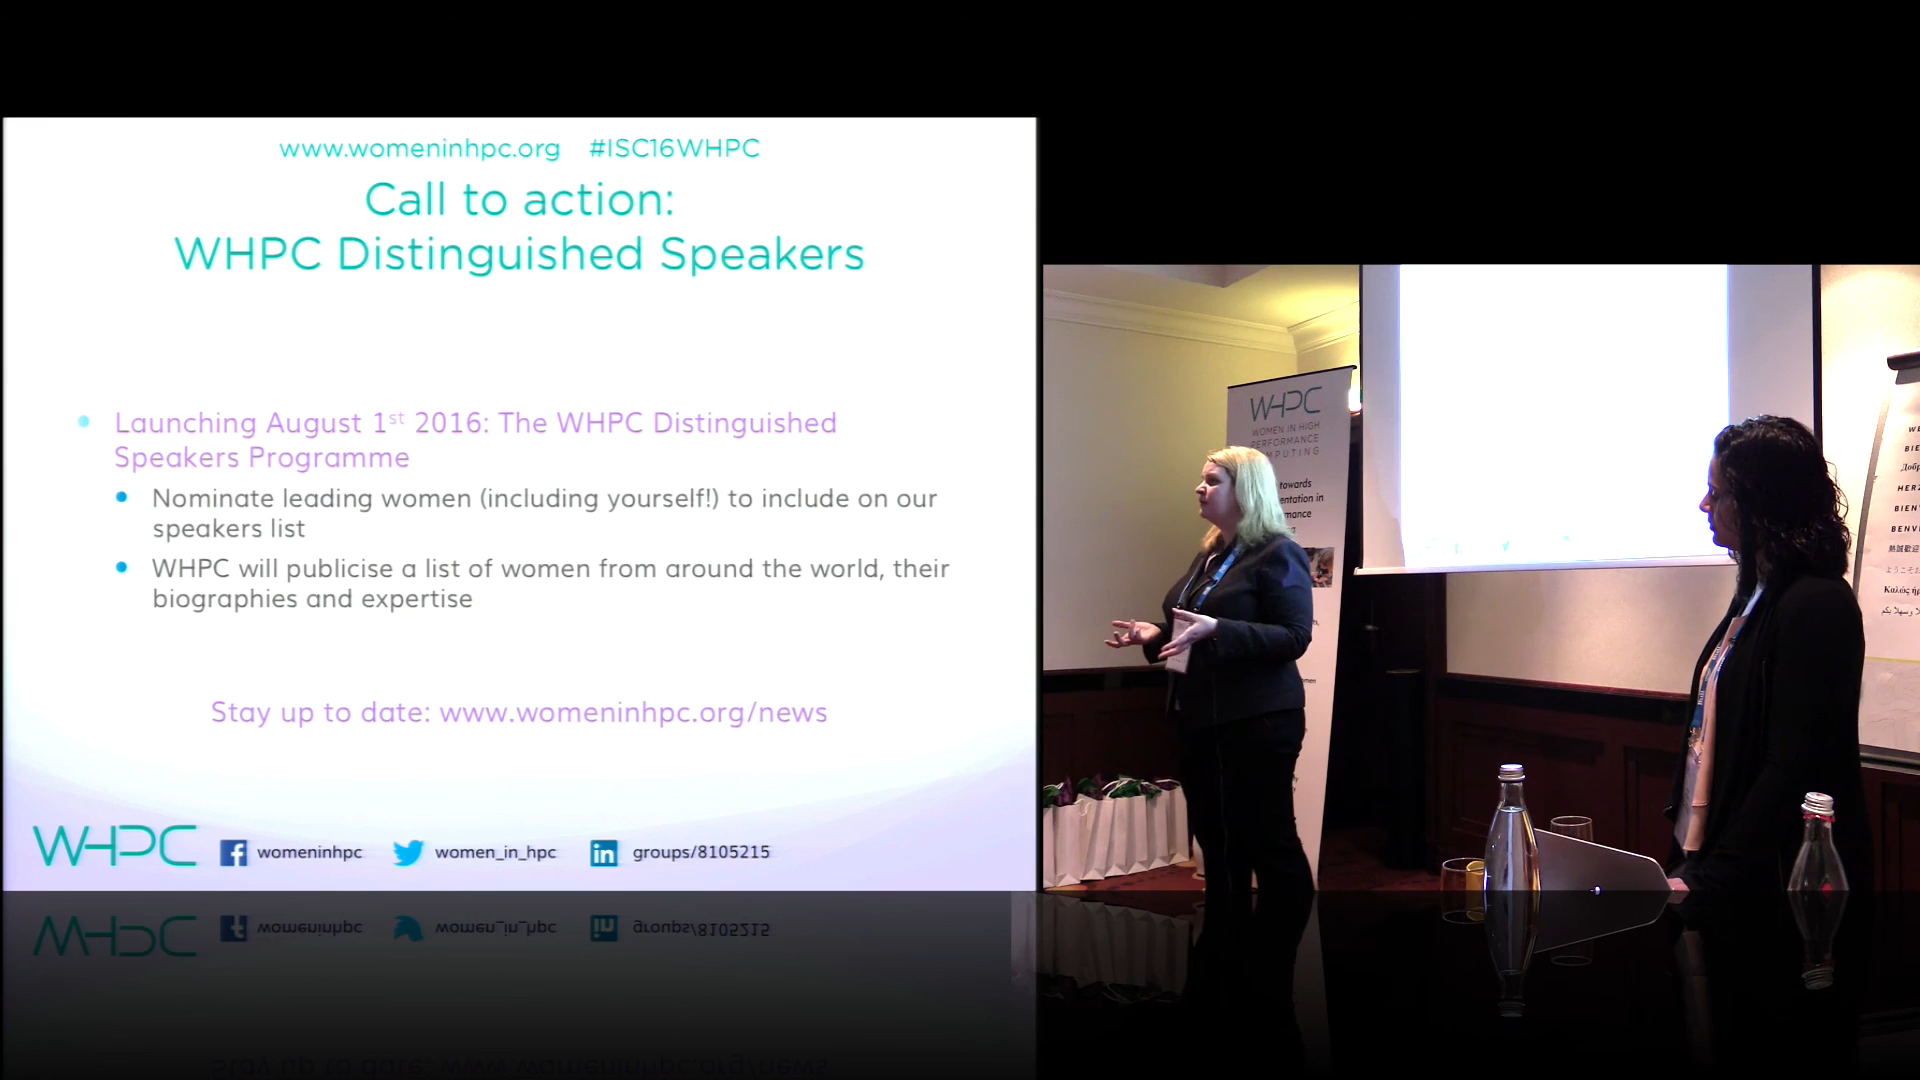 www.womeninhpc.org #ISC16WHPC
Call to action:
WHPC Distinguished Speakers
Launching August 1st 2016: The WHPC Distinguished
Speakers Programme
Nominate leading women (including yourself!) to include on our
speakers list
WHPC will publicise a list of women from around the world, their
biographies and expertise
Stay up to date: www.womeninhpc.org/news
WHPC womeninhpc women_in_hpc groups/8105215
WHPC
WOMEN IN HIGH
PERFORMANCE
towards
mance